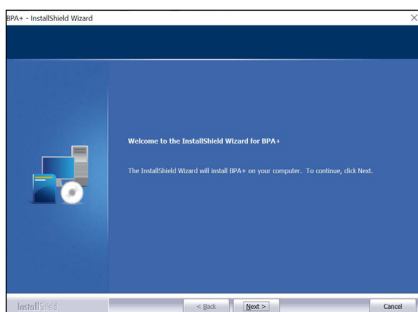 BPA+ - InstallShield Wizard
Welcome to the InstallShield Wizard for BPA+
The InstallShield Wizard will install BPA+ on your computer. To continue, click Next.
InstallShield
< Back
Next >
Cancel